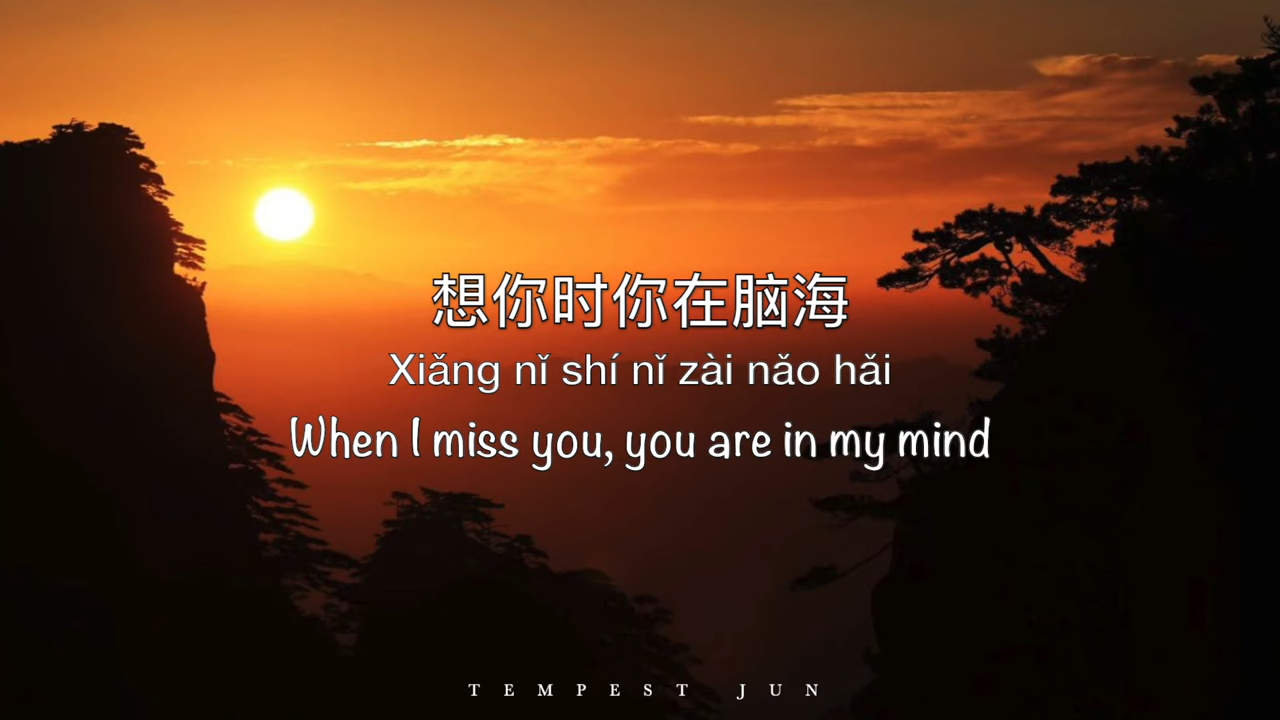 想你时你在脑海
Xiǎng nǐ shí nǐ zài nǎo hǎi
When I miss you, you are in my mind
TEMPEST JUN